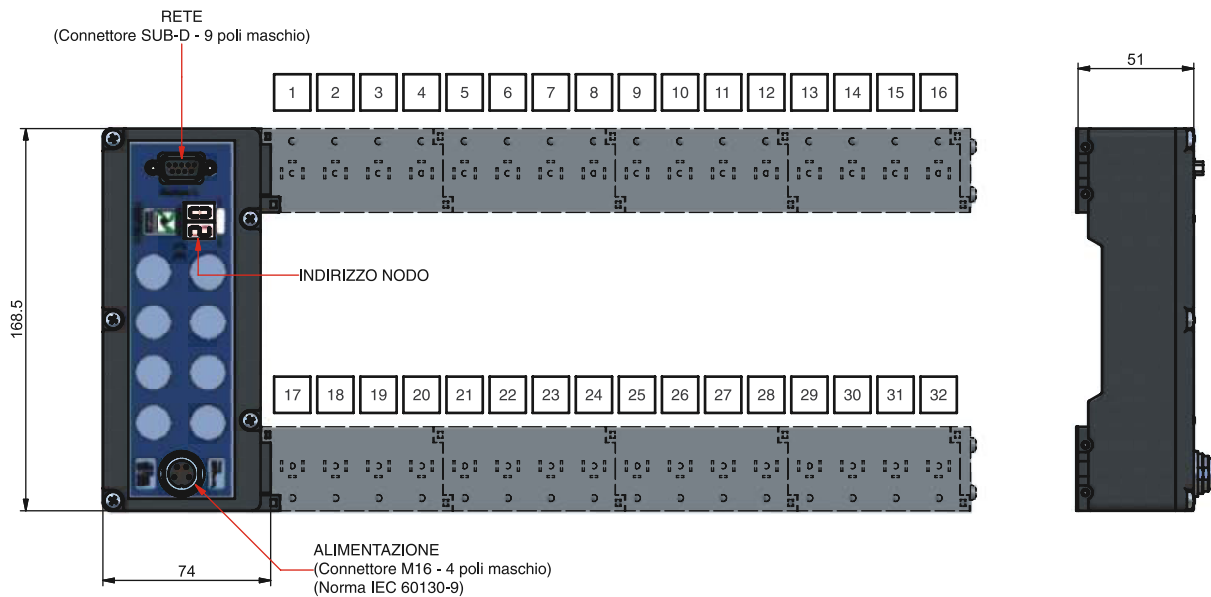 RETE
(Connettore SUB-D - 9 poli maschio)
51
1 2 3 4 5 6 7 8 9 10 11 12 13 14 15 16
168.5
INDIRIZZO NODO
17 18 19 20 21 22 23 24 25 26 27 28 29 30 31 32
74
ALIMENTAZIONE
(Connettore M16 - 4 poli maschio)
(Norma IEC 60130-9)